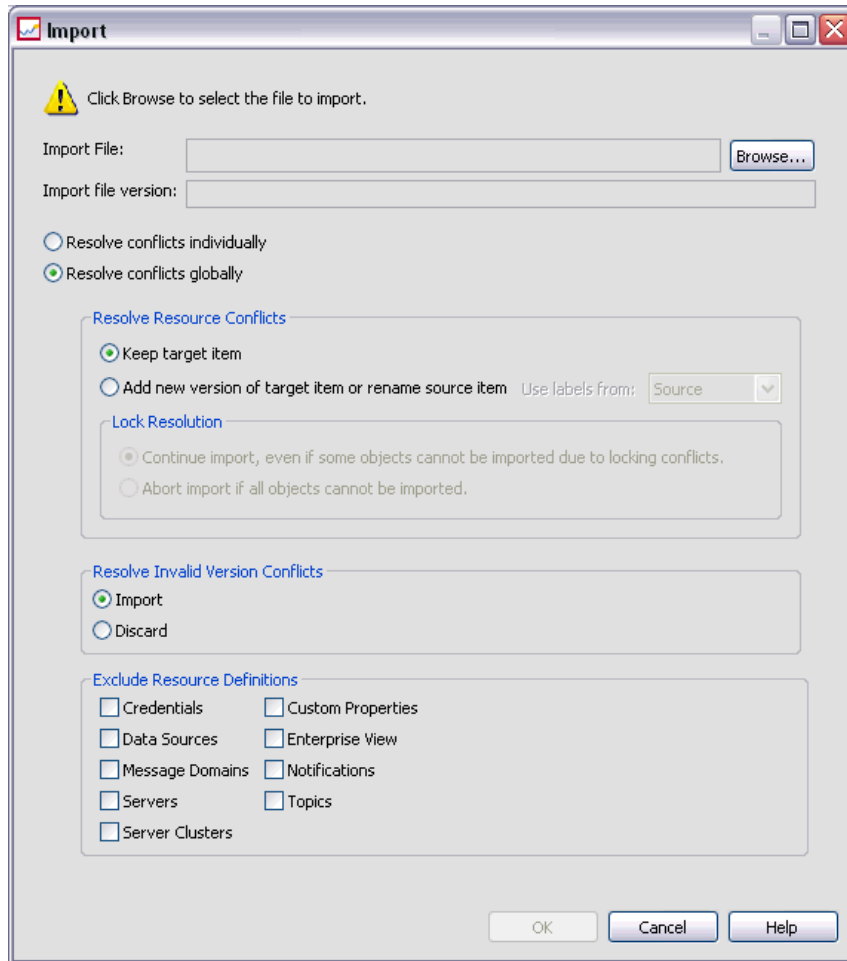 Import
Click Browse to select the file to import.
Import File:
Browse...
Import file version:
Resolve conflicts individually
Resolve conflicts globally
Resolve Resource Conflicts
Keep target item
Add new version of target item or rename source item Use labels from: Source
Lock Resolution
Continue import, even if some objects cannot be imported due to locking conflicts.
Abort import if all objects cannot be imported.
Resolve Invalid Version Conflicts
Import
Discard
Exclude Resource Definitions
Credentials Custom Properties
Data Sources Enterprise View
Message Domains Notifications
Servers Topics
Server Clusters
OK Cancel Help